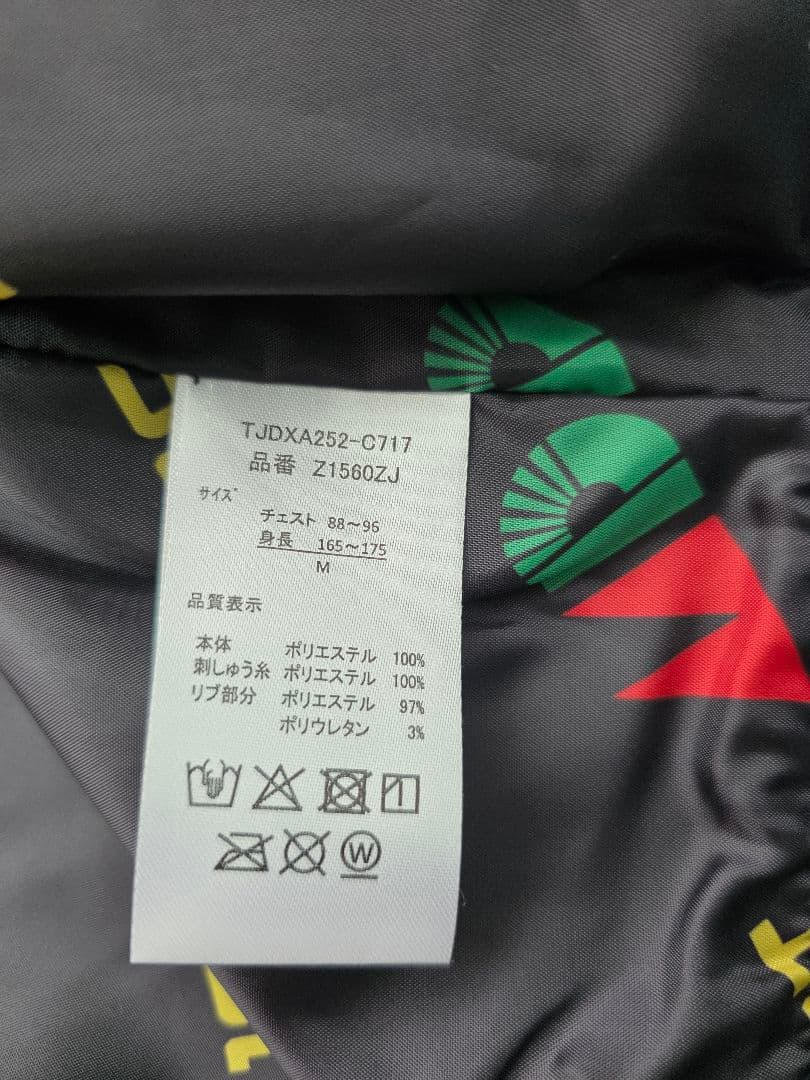 TJDXA252-C717
品番 Z1560ZJ
サイズ
チェスト 88～96
身長 165～175
M
品質表示
本体 ポリエステル 100%
刺しゅう糸 ポリエステル 100%
リブ部分 ポリエステル 97%
ポリウレタン 3%
W